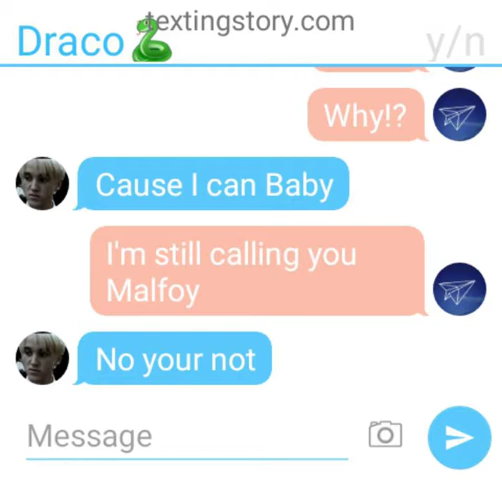 textingstory.com
Draco
y/n
Why!?
Cause I can Baby
I'm still calling you
Malfoy
No your not
Message